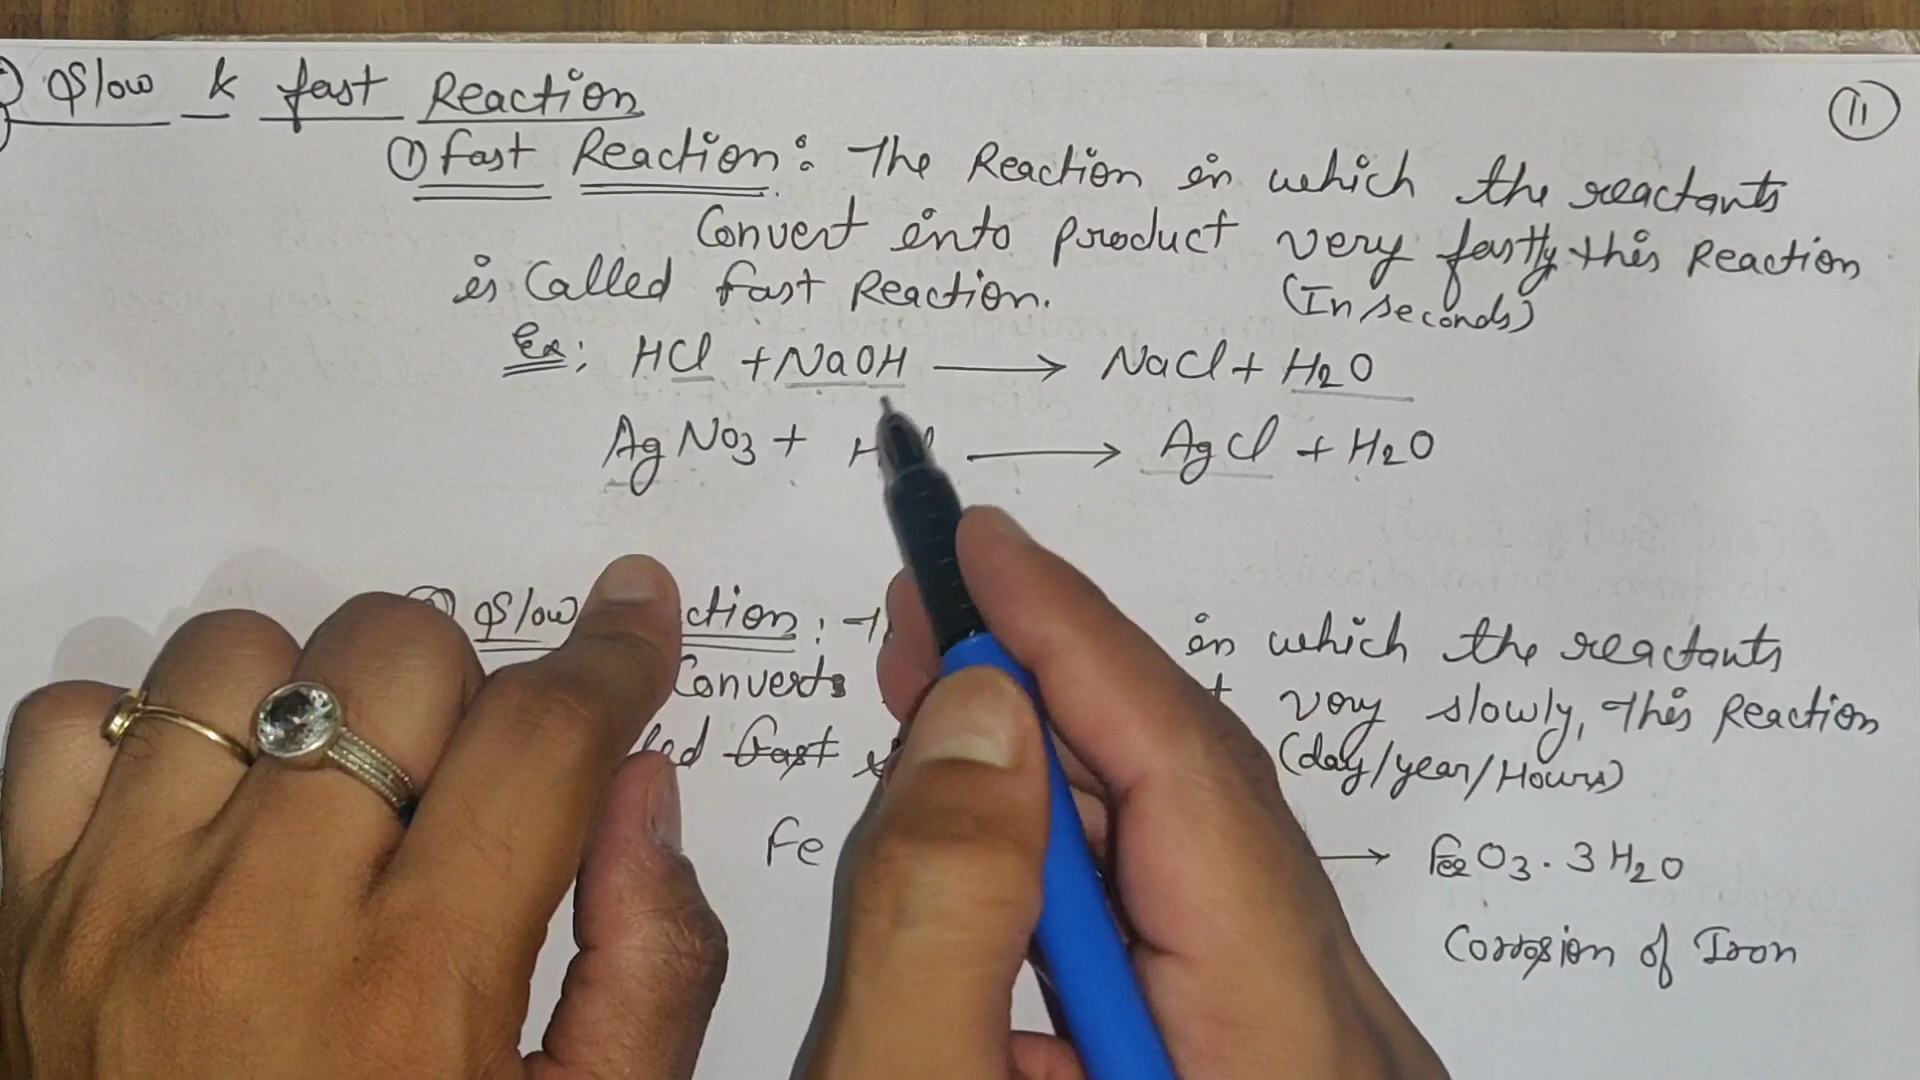 Slow & fast Reaction
11
① fast Reaction : The Reaction in which the reactants
Convert into product very fastly this Reaction
(In seconds)
is Called fast Reaction.
Ex; HCl + NaOH ⟶ NaCl + H2O
AgNO3 + ⟶ AgCl + H2O
Slow ction : in which the reactants
Converts very slowly, this Reaction
(day/year/Hours)
led fast
Fe ⟶ Fe2O3 . 3H2O
Corrosion of Iron